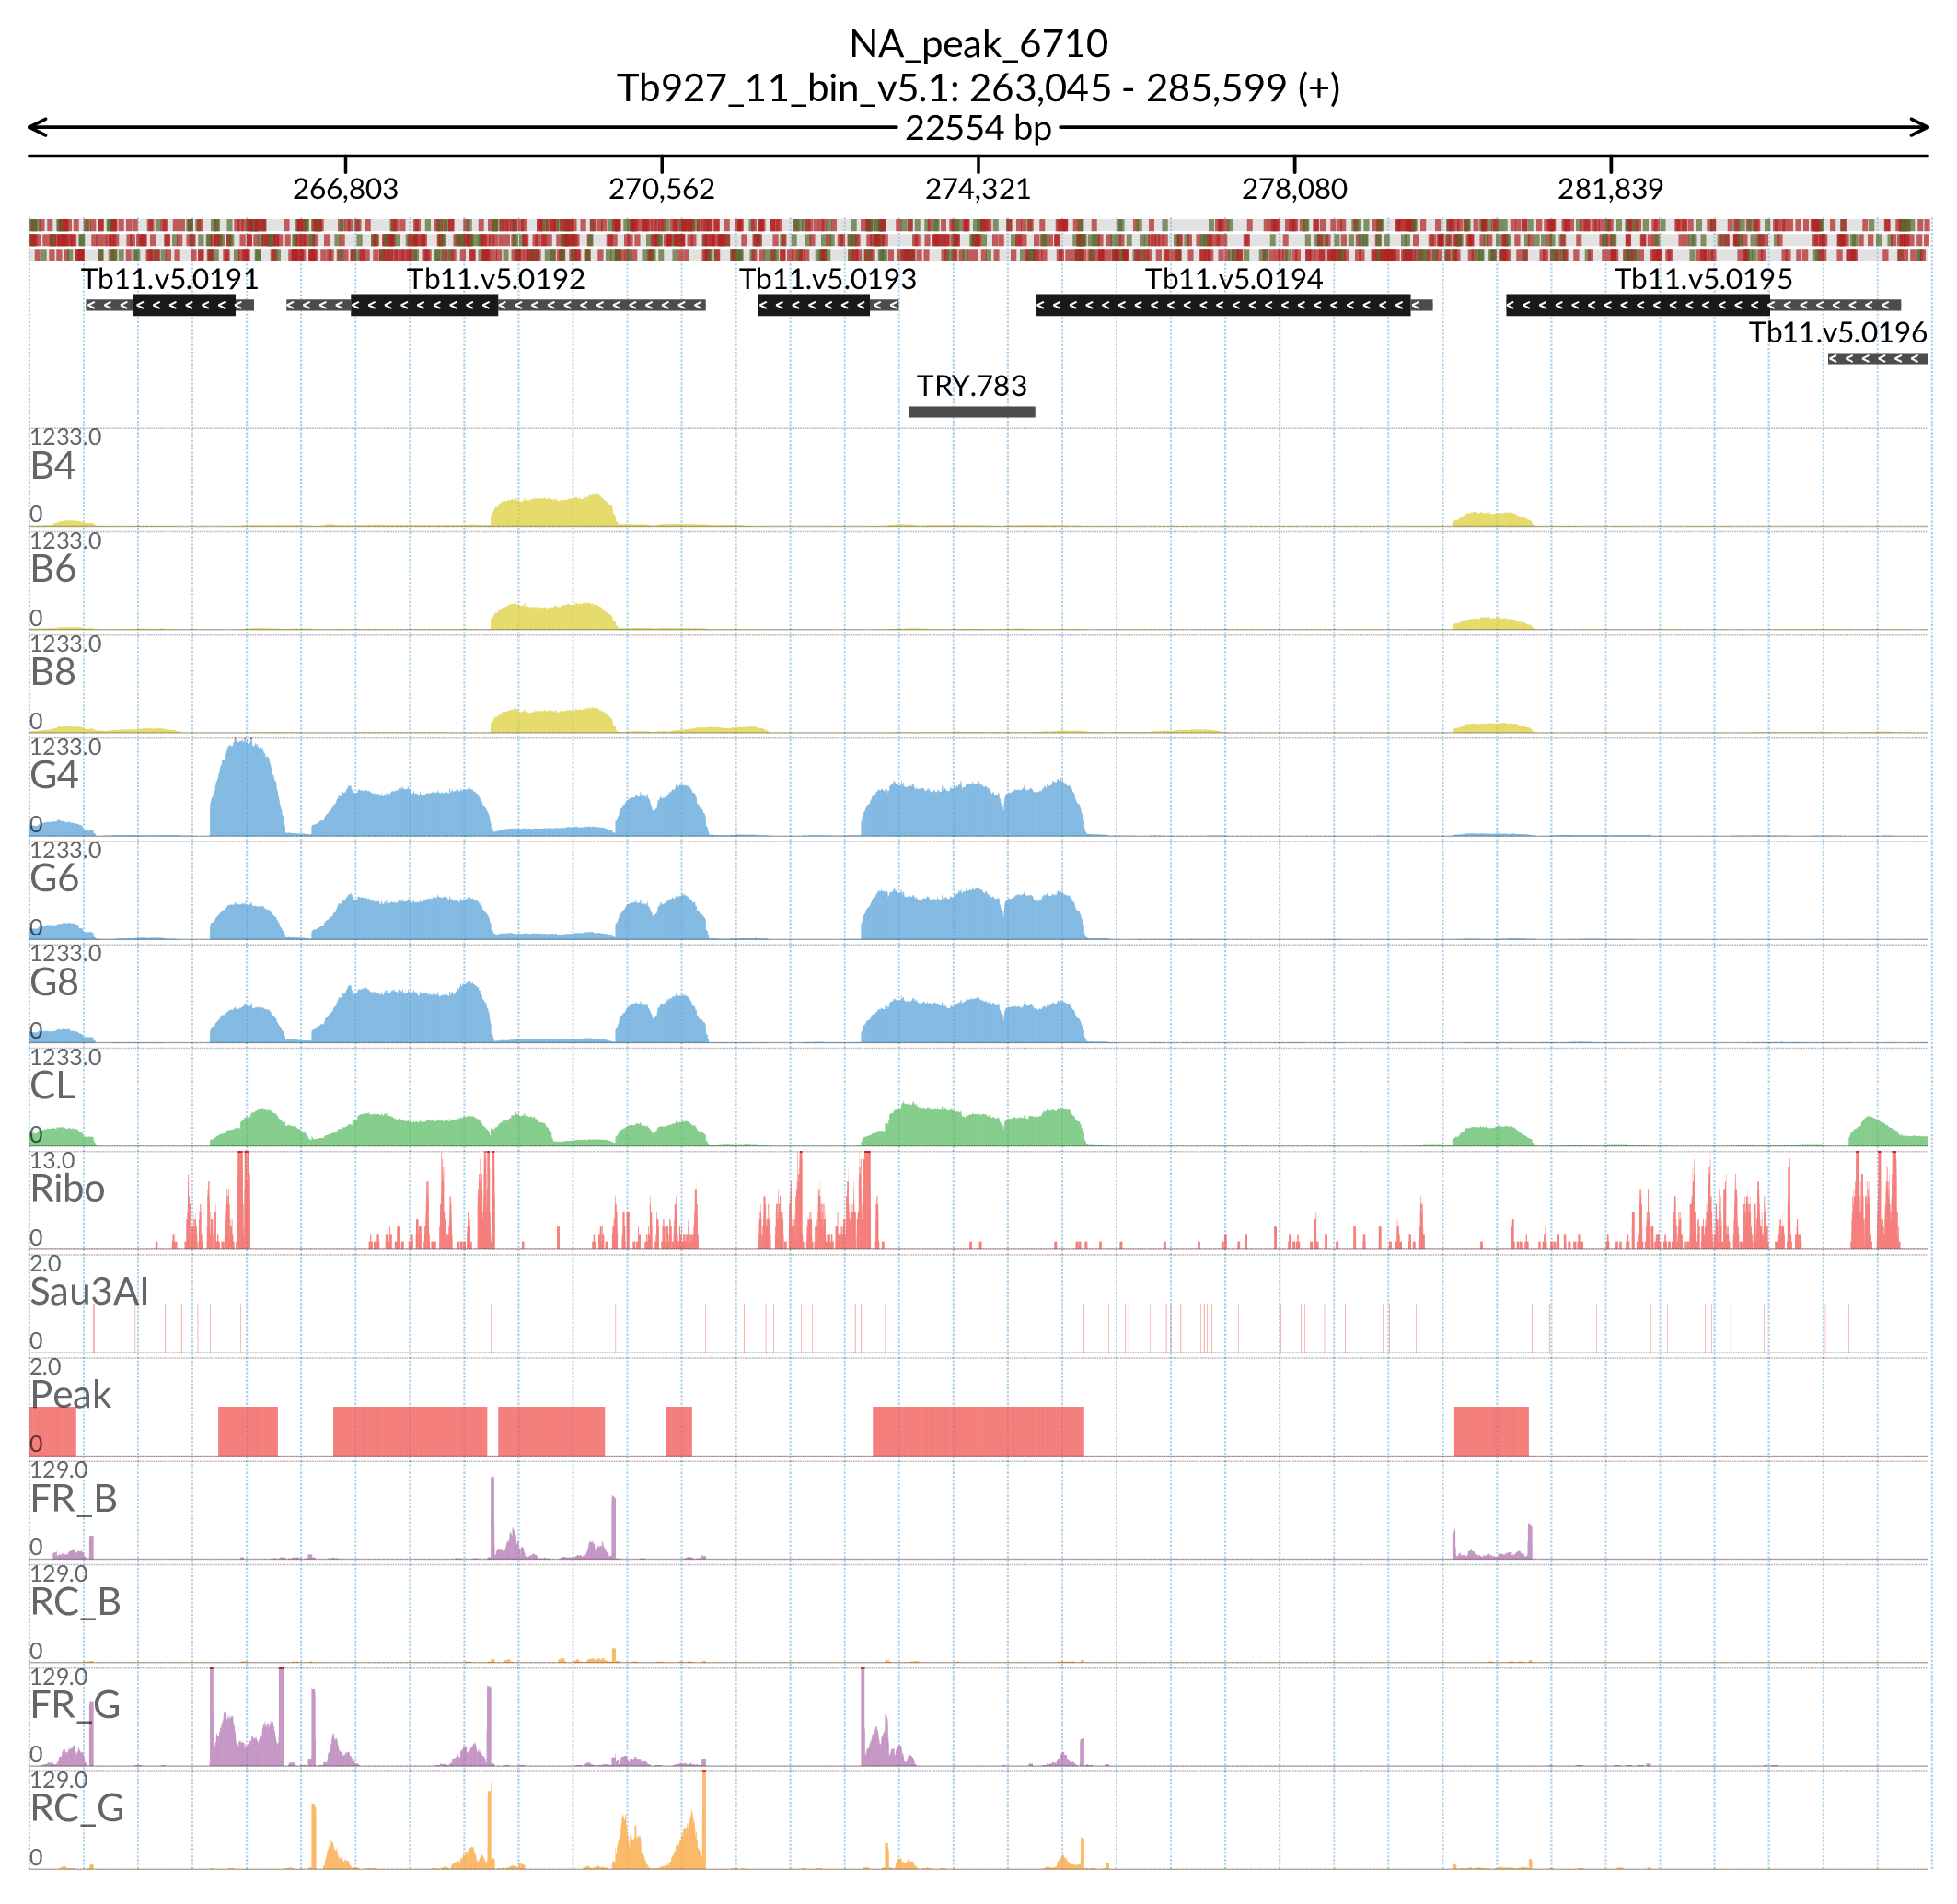 NA_peak_6710
Tb927_11_bin_v5.1: 263,045 - 285,599 (+)
22554 bp
266,803 270,562 274,321 278,080 281,839
Tb11.v5.0191 Tb11.v5.0192 Tb11.v5.0193 Tb11.v5.0194 Tb11.v5.0195
Tb11.v5.0196
TRY.783
1233.0
B4
0
1233.0
B6
0
1233.0
B8
0
1233.0
G4
0
1233.0
G6
0
1233.0
G8
0
1233.0
CL
0
13.0
Ribo
0
2.0
Sau3AI
0
2.0
Peak
0
129.0
FR_B
0
129.0
RC_B
0
129.0
FR_G
0
129.0
RC_G
0